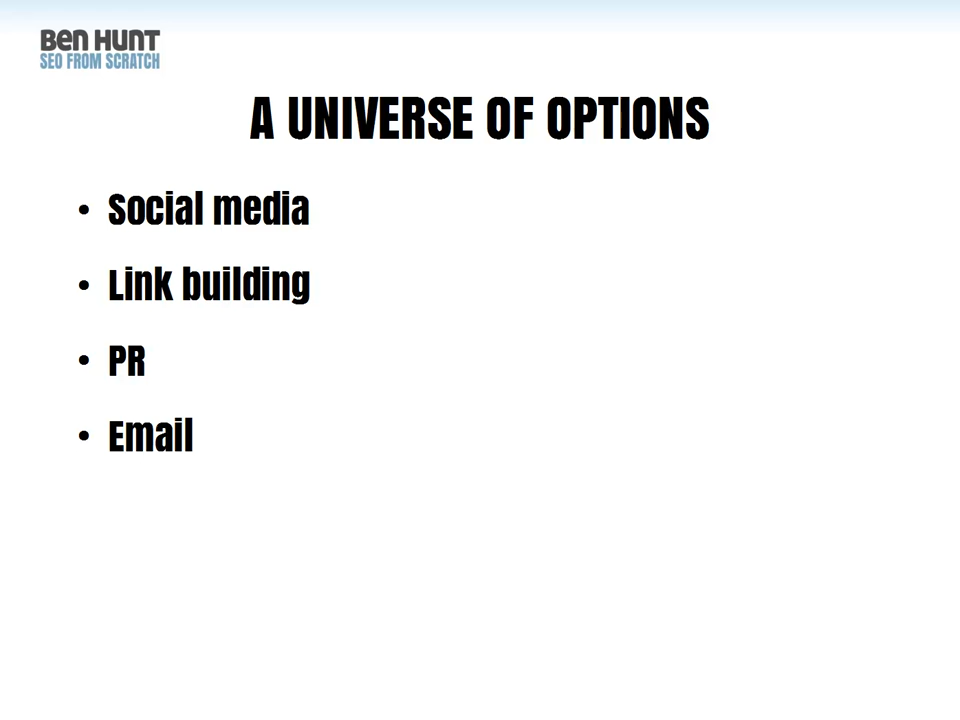 Ben Hunt
SEO FROM SCRATCH
A UNIVERSE OF OPTIONS
• Social media
• Link building
• PR
• Email